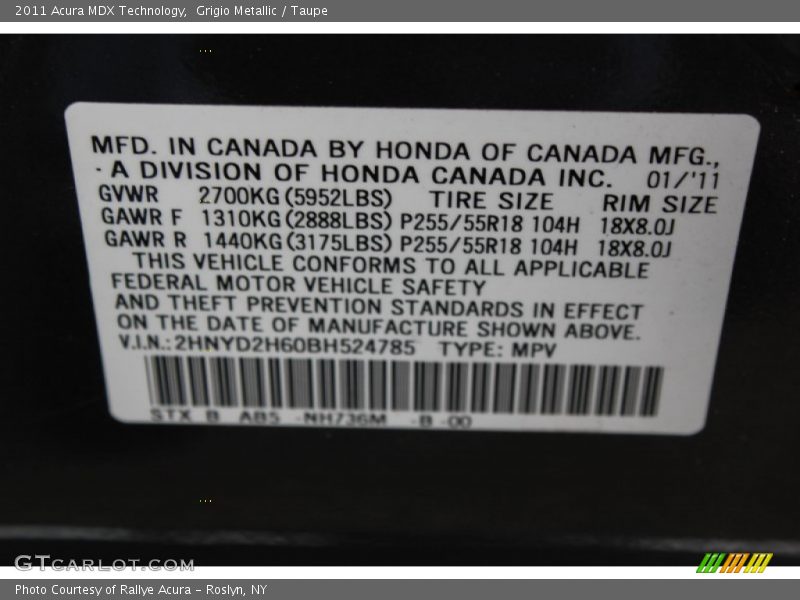 2011 Acura MDX Technology,  Grigio Metallic / Taupe
MFD. IN CANADA BY HONDA OF CANADA MFG.,
A DIVISION OF HONDA CANADA INC. 01/'11
GVWR 2700KG(5952LBS) TIRE SIZE RIM SIZE
GAWR F 1310KG(2888LBS) P255/55R18 104H 18X8.0J
GAWR R 1440KG(3175LBS) P255/55R18 104H 18X8.0J
THIS VEHICLE CONFORMS TO ALL APPLICABLE
FEDERAL MOTOR VEHICLE SAFETY
AND THEFT PREVENTION STANDARDS IN EFFECT
ON THE DATE OF MANUFACTURE SHOWN ABOVE.
V.I.N.:2HNYD2H60BH524785 TYPE: MPV
STX B AB5 -NH736M -B -00
GTCARLOT.COM
Photo Courtesy of Rallye Acura – Roslyn, NY